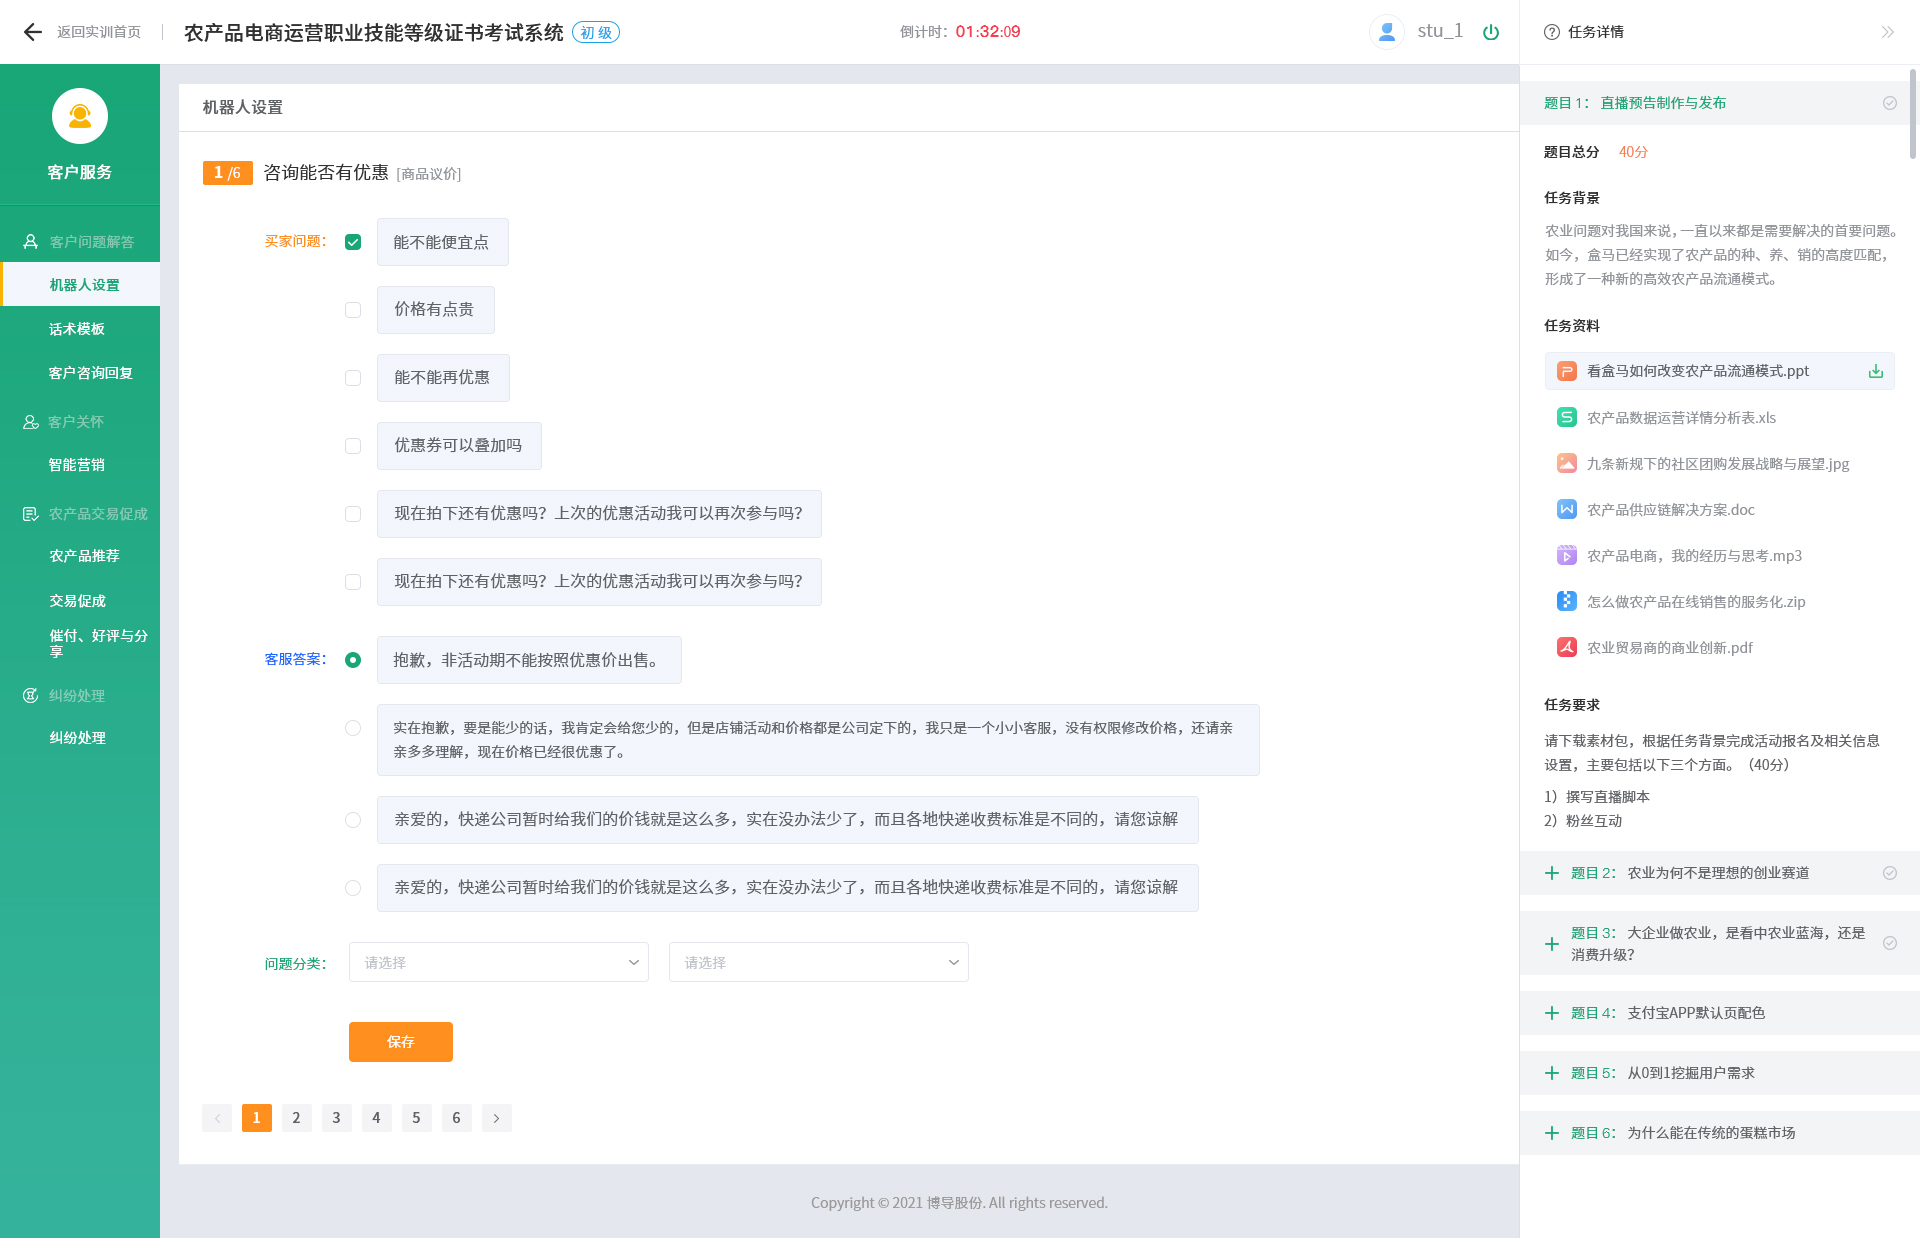 返回实训首页
农产品电商运营职业技能等级证书考试系统
初级
倒计时：01:32:09
stu_1
任务详情
客户服务
客户问题解答
机器人设置
话术模板
客户咨询回复
客户关怀
智能营销
农产品交易促成
农产品推荐
交易促成
催付、好评与分
享
纠纷处理
纠纷处理
机器人设置
1 /6 咨询能否有优惠 [商品议价]
买家问题：
能不能便宜点
价格有点贵
能不能再优惠
优惠券可以叠加吗
现在拍下还有优惠吗？上次的优惠活动我可以再次参与吗？
现在拍下还有优惠吗？上次的优惠活动我可以再次参与吗？
客服答案：
抱歉，非活动期不能按照优惠价出售。
实在抱歉，要是能少的话，我肯定会给您少的，但是店铺活动和价格都是公司定下的，我只是一个小小客服，没有权限修改价格，还请亲
亲多多理解，现在价格已经很优惠了。
亲爱的，快递公司暂时给我们的价钱就是这么多，实在没办法少了，而且各地快递收费标准是不同的，请您谅解
亲爱的，快递公司暂时给我们的价钱就是这么多，实在没办法少了，而且各地快递收费标准是不同的，请您谅解
问题分类：
请选择
请选择
保存
1 2 3 4 5 6
Copyright © 2021 博导股份. All rights reserved.
题目 1： 直播预告制作与发布
题目总分 40分
任务背景
农业问题对我国来说，一直以来都是需要解决的首要问题。
如今，盒马已经实现了农产品的种、养、销的高度匹配，
形成了一种新的高效农产品流通模式。
任务资料
看盒马如何改变农产品流通模式.ppt
农产品数据运营详情分析表.xls
九条新规下的社区团购发展战略与展望.jpg
农产品供应链解决方案.doc
农产品电商，我的经历与思考.mp3
怎么做农产品在线销售的服务化.zip
农业贸易商的商业创新.pdf
任务要求
请下载素材包，根据任务背景完成活动报名及相关信息
设置，主要包括以下三个方面。（40分）
1）撰写直播脚本
2）粉丝互动
题目 2： 农业为何不是理想的创业赛道
题目 3： 大企业做农业，是看中农业蓝海，还是
消费升级？
题目 4： 支付宝APP默认页配色
题目 5： 从0到1挖掘用户需求
题目 6： 为什么能在传统的蛋糕市场